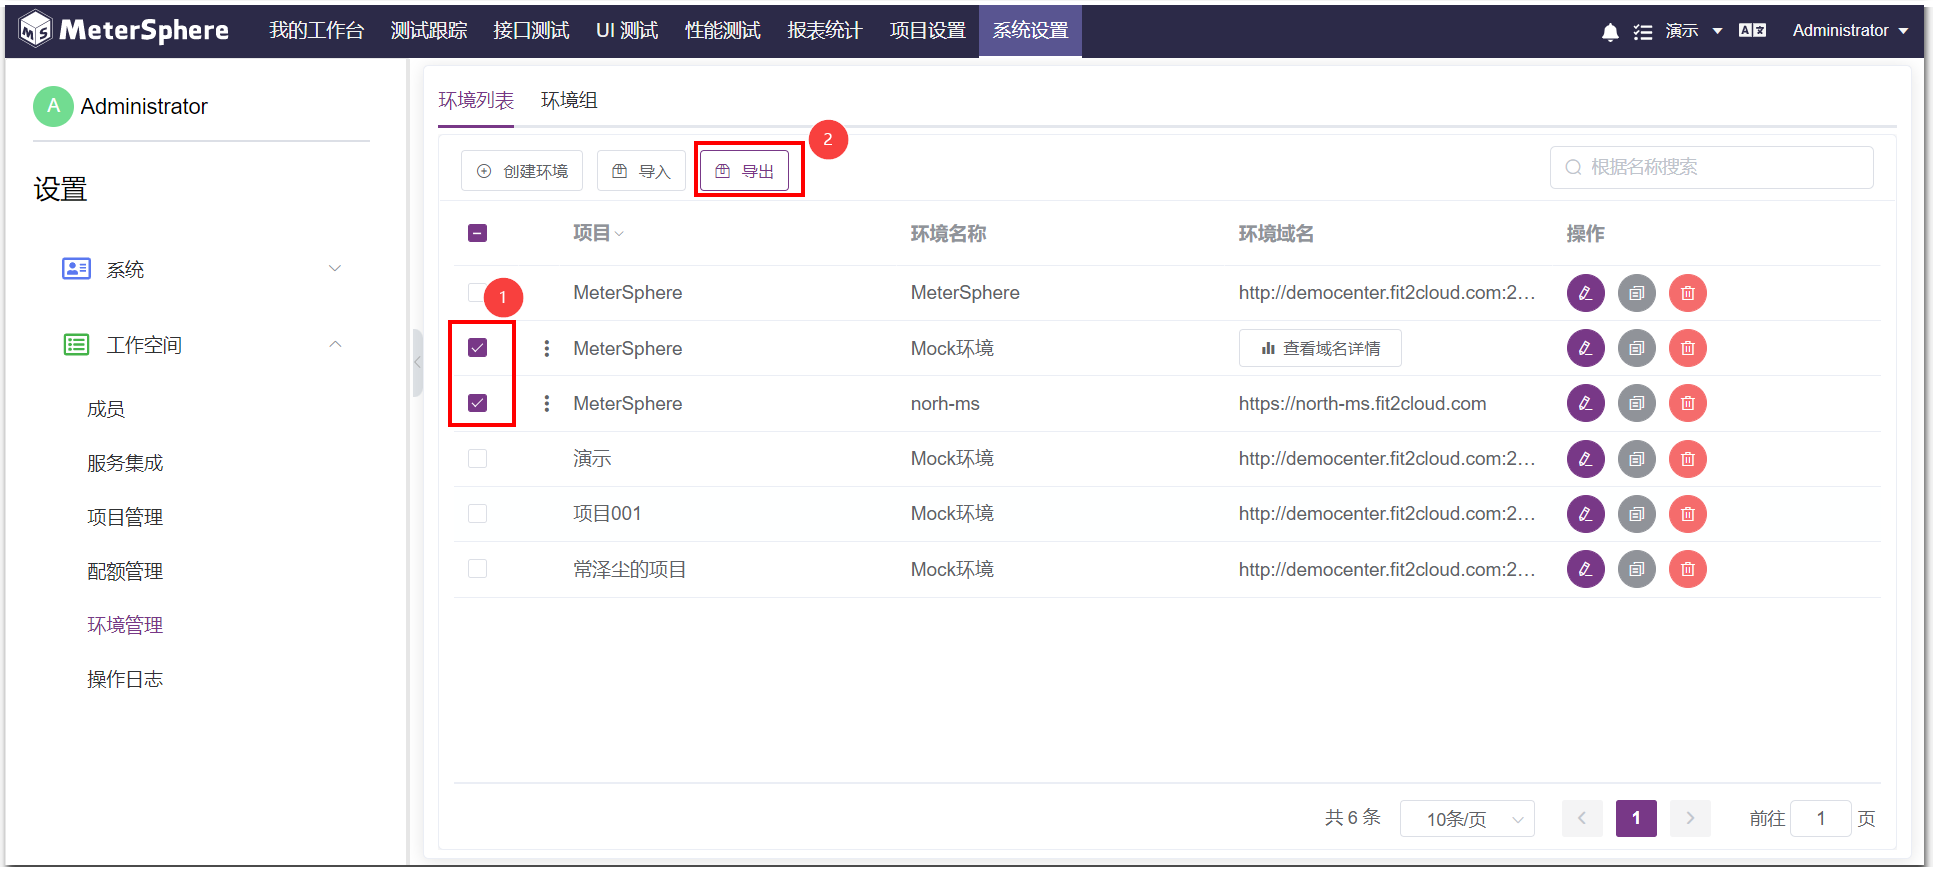 MeterSphere 我的工作台 测试跟踪 接口测试 UI 测试 性能测试 报表统计 项目设置 系统设置 演示 Administrator
A Administrator
设置
系统
工作空间
成员
服务集成
项目管理
配额管理
环境管理
操作日志
环境列表 环境组
2
创建环境 导入 导出 根据名称搜索
项目 环境名称 环境域名 操作
1
MeterSphere MeterSphere http://democenter.fit2cloud.com:2...
MeterSphere Mock环境 查看域名详情
MeterSphere norh-ms https://north-ms.fit2cloud.com
演示 Mock环境 http://democenter.fit2cloud.com:2...
项目001 Mock环境 http://democenter.fit2cloud.com:2...
常泽尘的项目 Mock环境 http://democenter.fit2cloud.com:2...
共 6 条 10条/页 1 前往 1 页